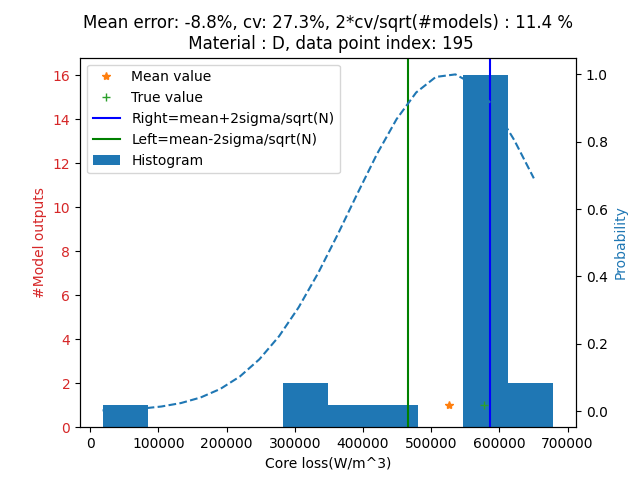 Mean error: -8.8%, cv: 27.3%, 2*cv/sqrt(#models) : 11.4 %
Material : D, data point index: 195
Mean value
True value
Right=mean+2sigma/sqrt(N)
Left=mean-2sigma/sqrt(N)
Histogram
#Model outputs
16
14
12
10
8
6
4
2
0
1.0
0.8
0.6
0.4
0.2
0.0
Probability
0 100000 200000 300000 400000 500000 600000 700000
Core loss(W/m^3)